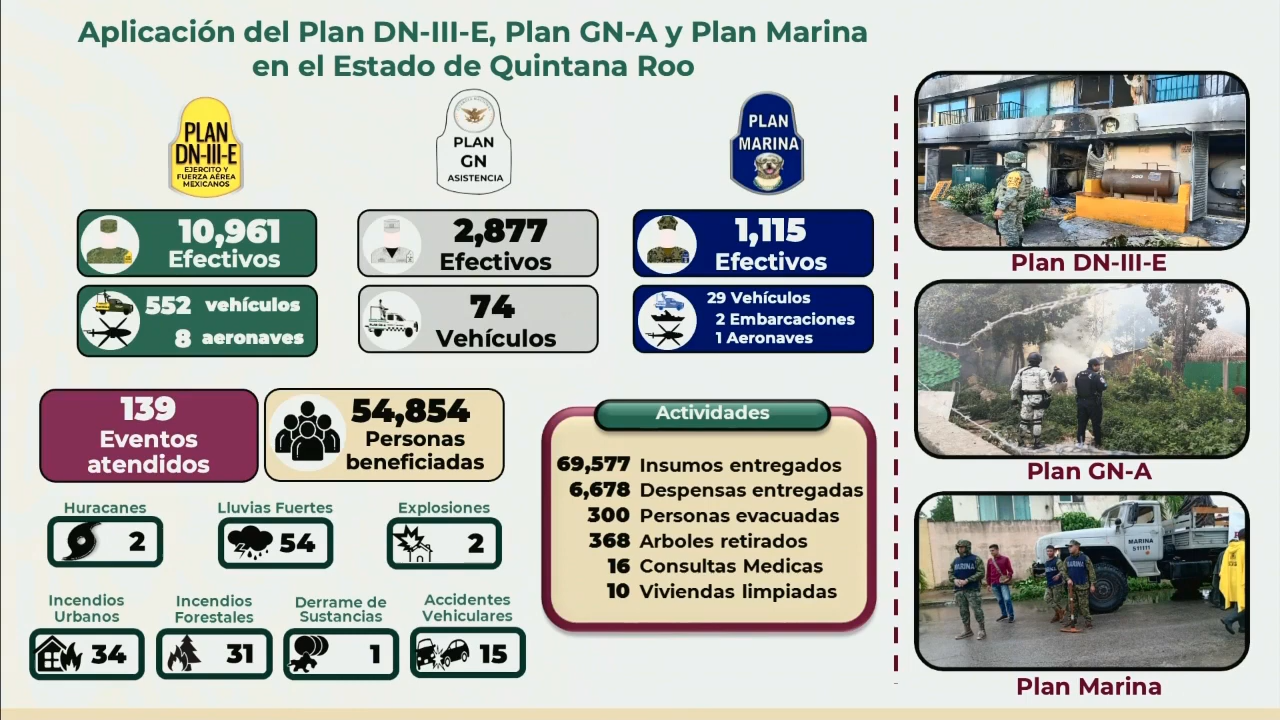 Aplicación del Plan DN-III-E, Plan GN-A y Plan Marina
en el Estado de Quintana Roo
PLAN
DN-III-E
EJERCITO Y
FUERZA AÉREA
MEXICANOS
PLAN
GN
ASISTENCIA
PLAN
MARINA
10,961
Efectivos
2,877
Efectivos
1,115
Efectivos
552 vehículos
8 aeronaves
74
Vehículos
29 Vehículos
2 Embarcaciones
1 Aeronaves
139
Eventos
atendidos
54,854
Personas
beneficiadas
Huracanes
2
Lluvias Fuertes
54
Explosiones
2
Incendios
Urbanos
34
Incendios
Forestales
31
Derrame de
Sustancias
1
Accidentes
Vehiculares
15
Actividades
69,577 Insumos entregados
6,678 Despensas entregadas
300 Personas evacuadas
368 Arboles retirados
16 Consultas Medicas
10 Viviendas limpiadas
Plan DN-III-E
Plan GN-A
MARINA
911111
MARINA
MARINA
Plan Marina